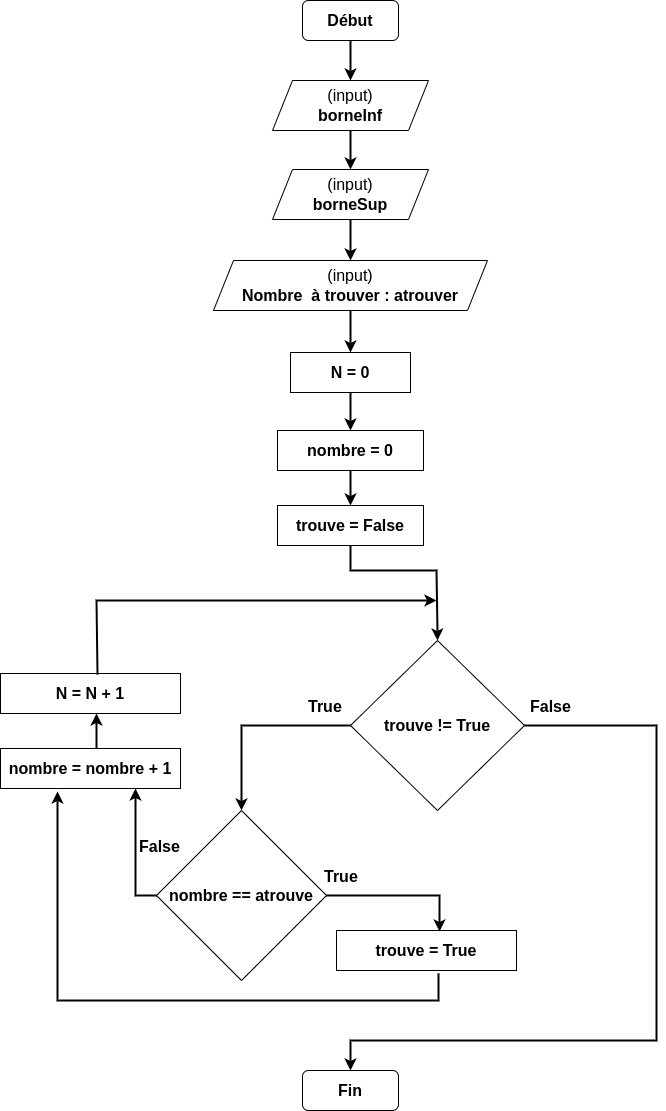 Début
(input)
borneInf
(input)
borneSup
(input)
Nombre à trouver : atrouver
N = 0
nombre = 0
trouve = False
N = N + 1
True
False
trouve != True
nombre = nombre + 1
False
True
nombre == atrouve
trouve = True
Fin